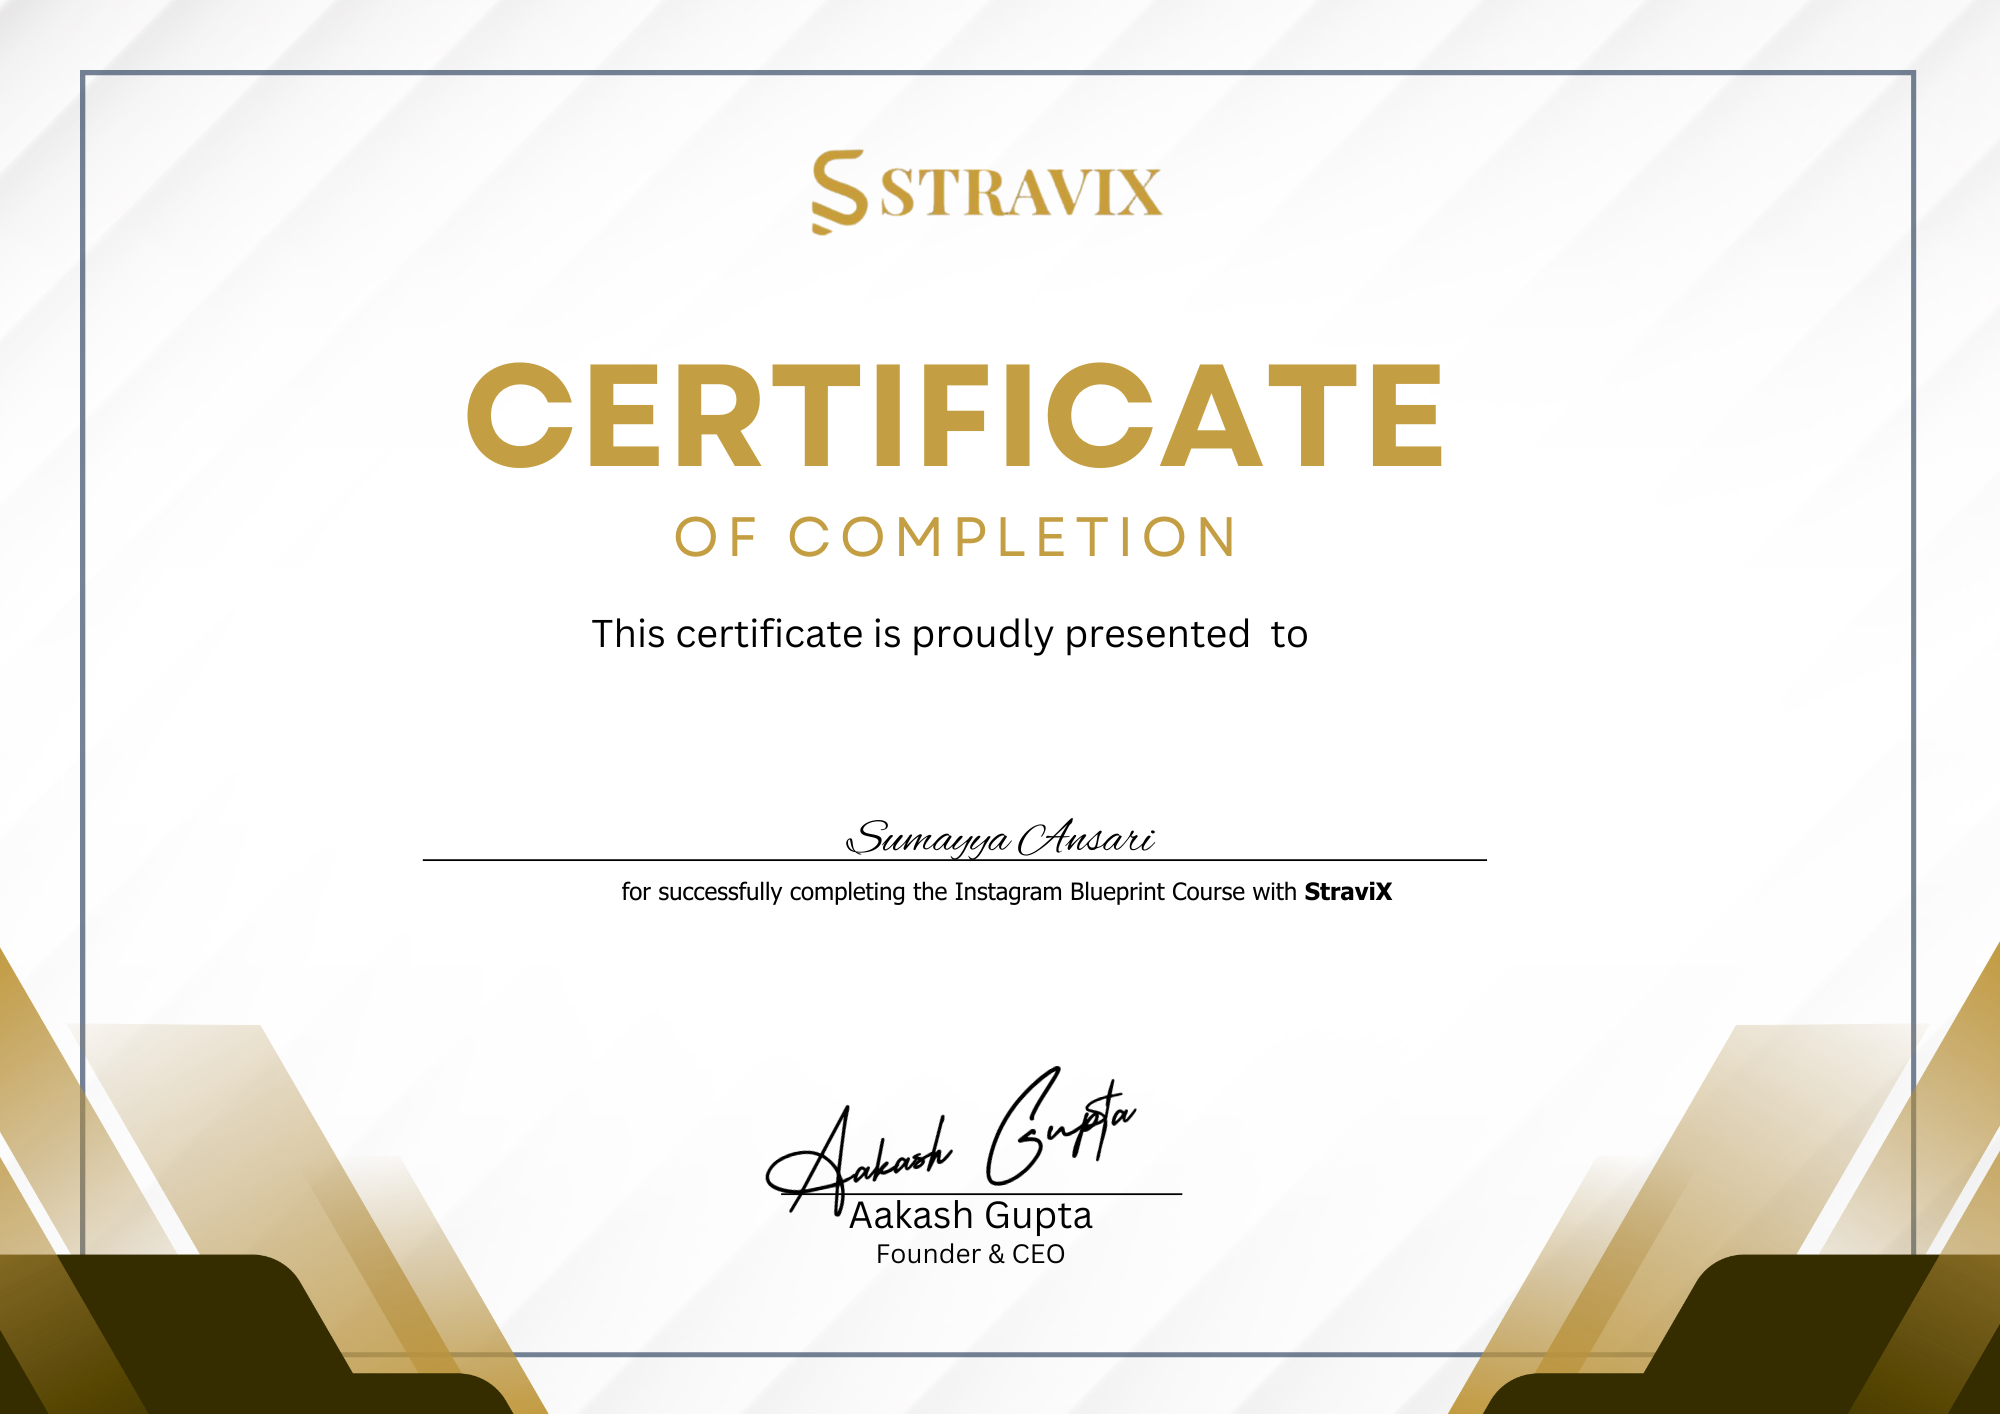 STRAVIX
CERTIFICATE
OF COMPLETION
This certificate is proudly presented  to
Sumayya Ansari
for successfully completing the Instagram Blueprint Course with StraviX
Aakash Gupta
Aakash Gupta
Founder & CEO